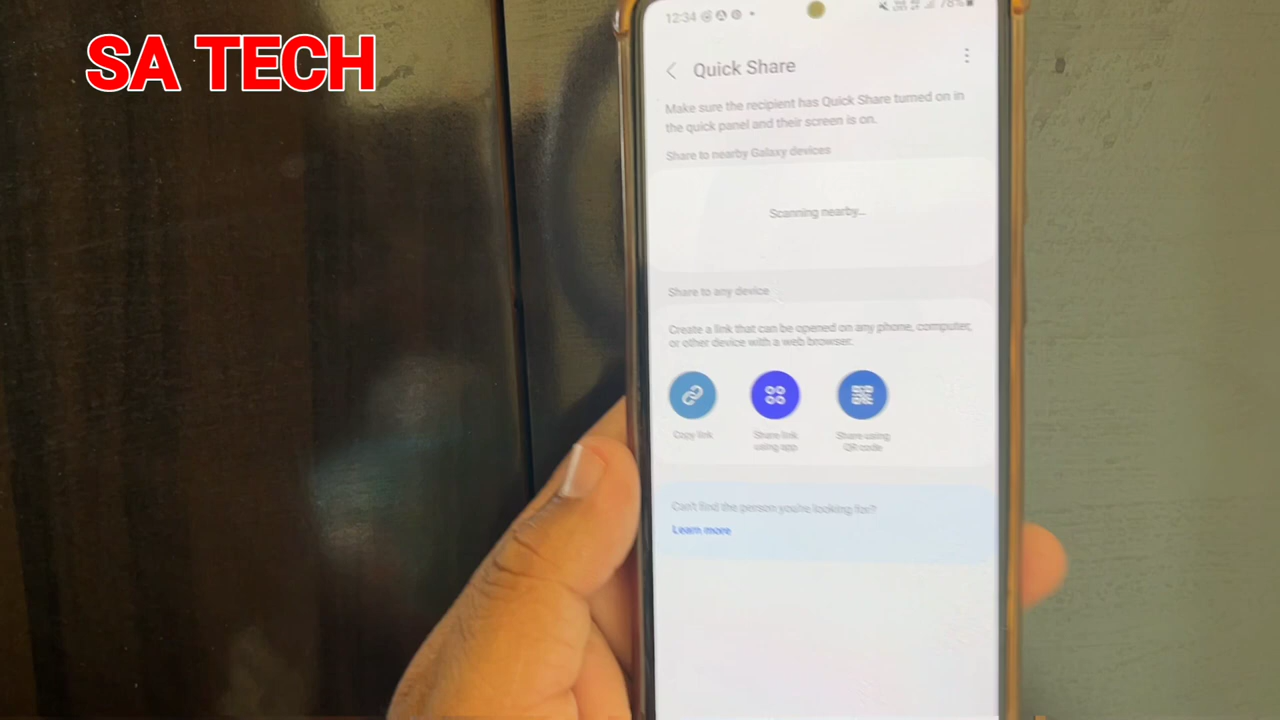 SA TECH
12:34
78%
Quick Share
Make sure the recipient has Quick Share turned on in
the quick panel and their screen is on.
Share to nearby Galaxy devices
Scanning nearby...
Share to any device
Create a link that can be opened on any phone, computer,
or other device with a web browser.
Copy link
Share link
using app
Share using
QR code
Can't find the person you're looking for?
Learn more